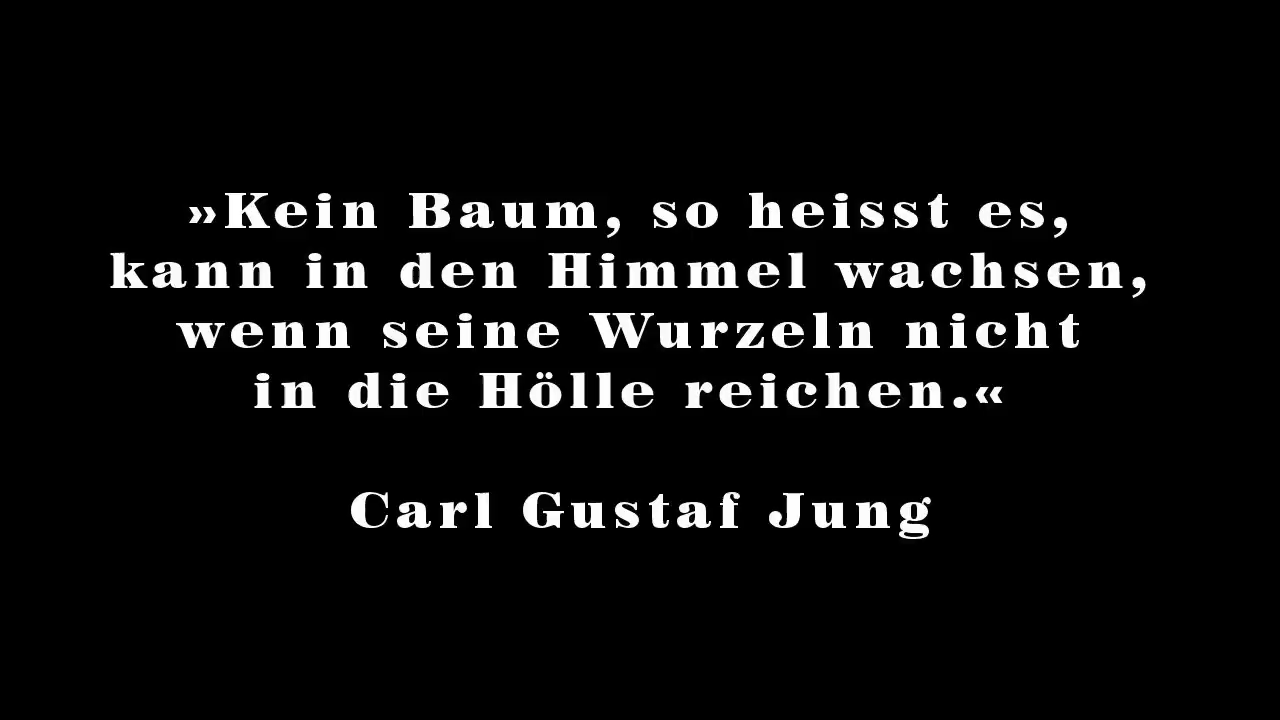 »Kein Baum, so heisst es,
kann in den Himmel wachsen,
wenn seine Wurzeln nicht
in die Hölle reichen.«
Carl Gustaf Jung